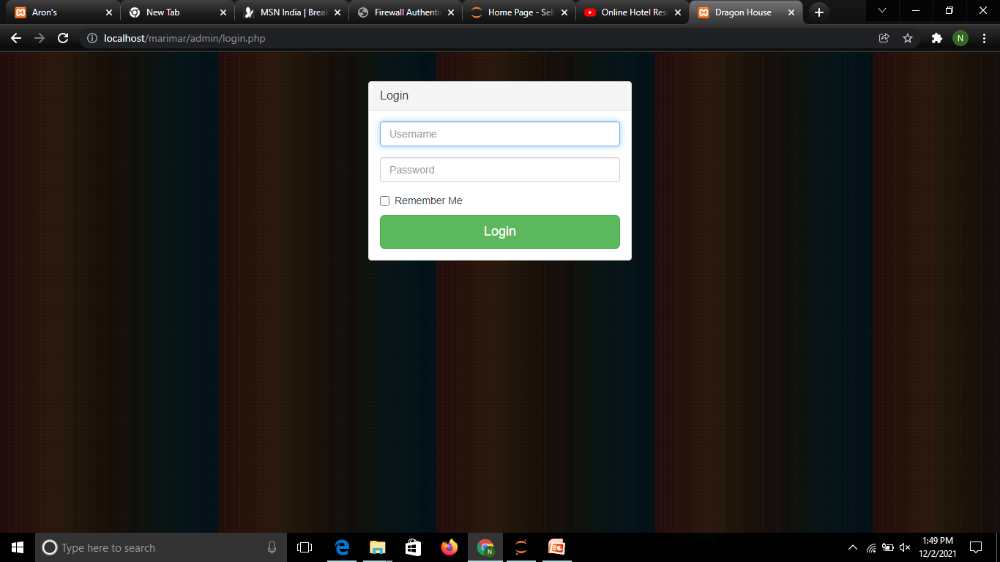 Aron's
New Tab
MSN India | Brea
Firewall Authenti
Home Page - Sel
Online Hotel Res
Dragon House
localhost/marimar/admin/login.php
N
Login
Username
Password
Remember Me
Login
Type here to search
1:49 PM
12/2/2021